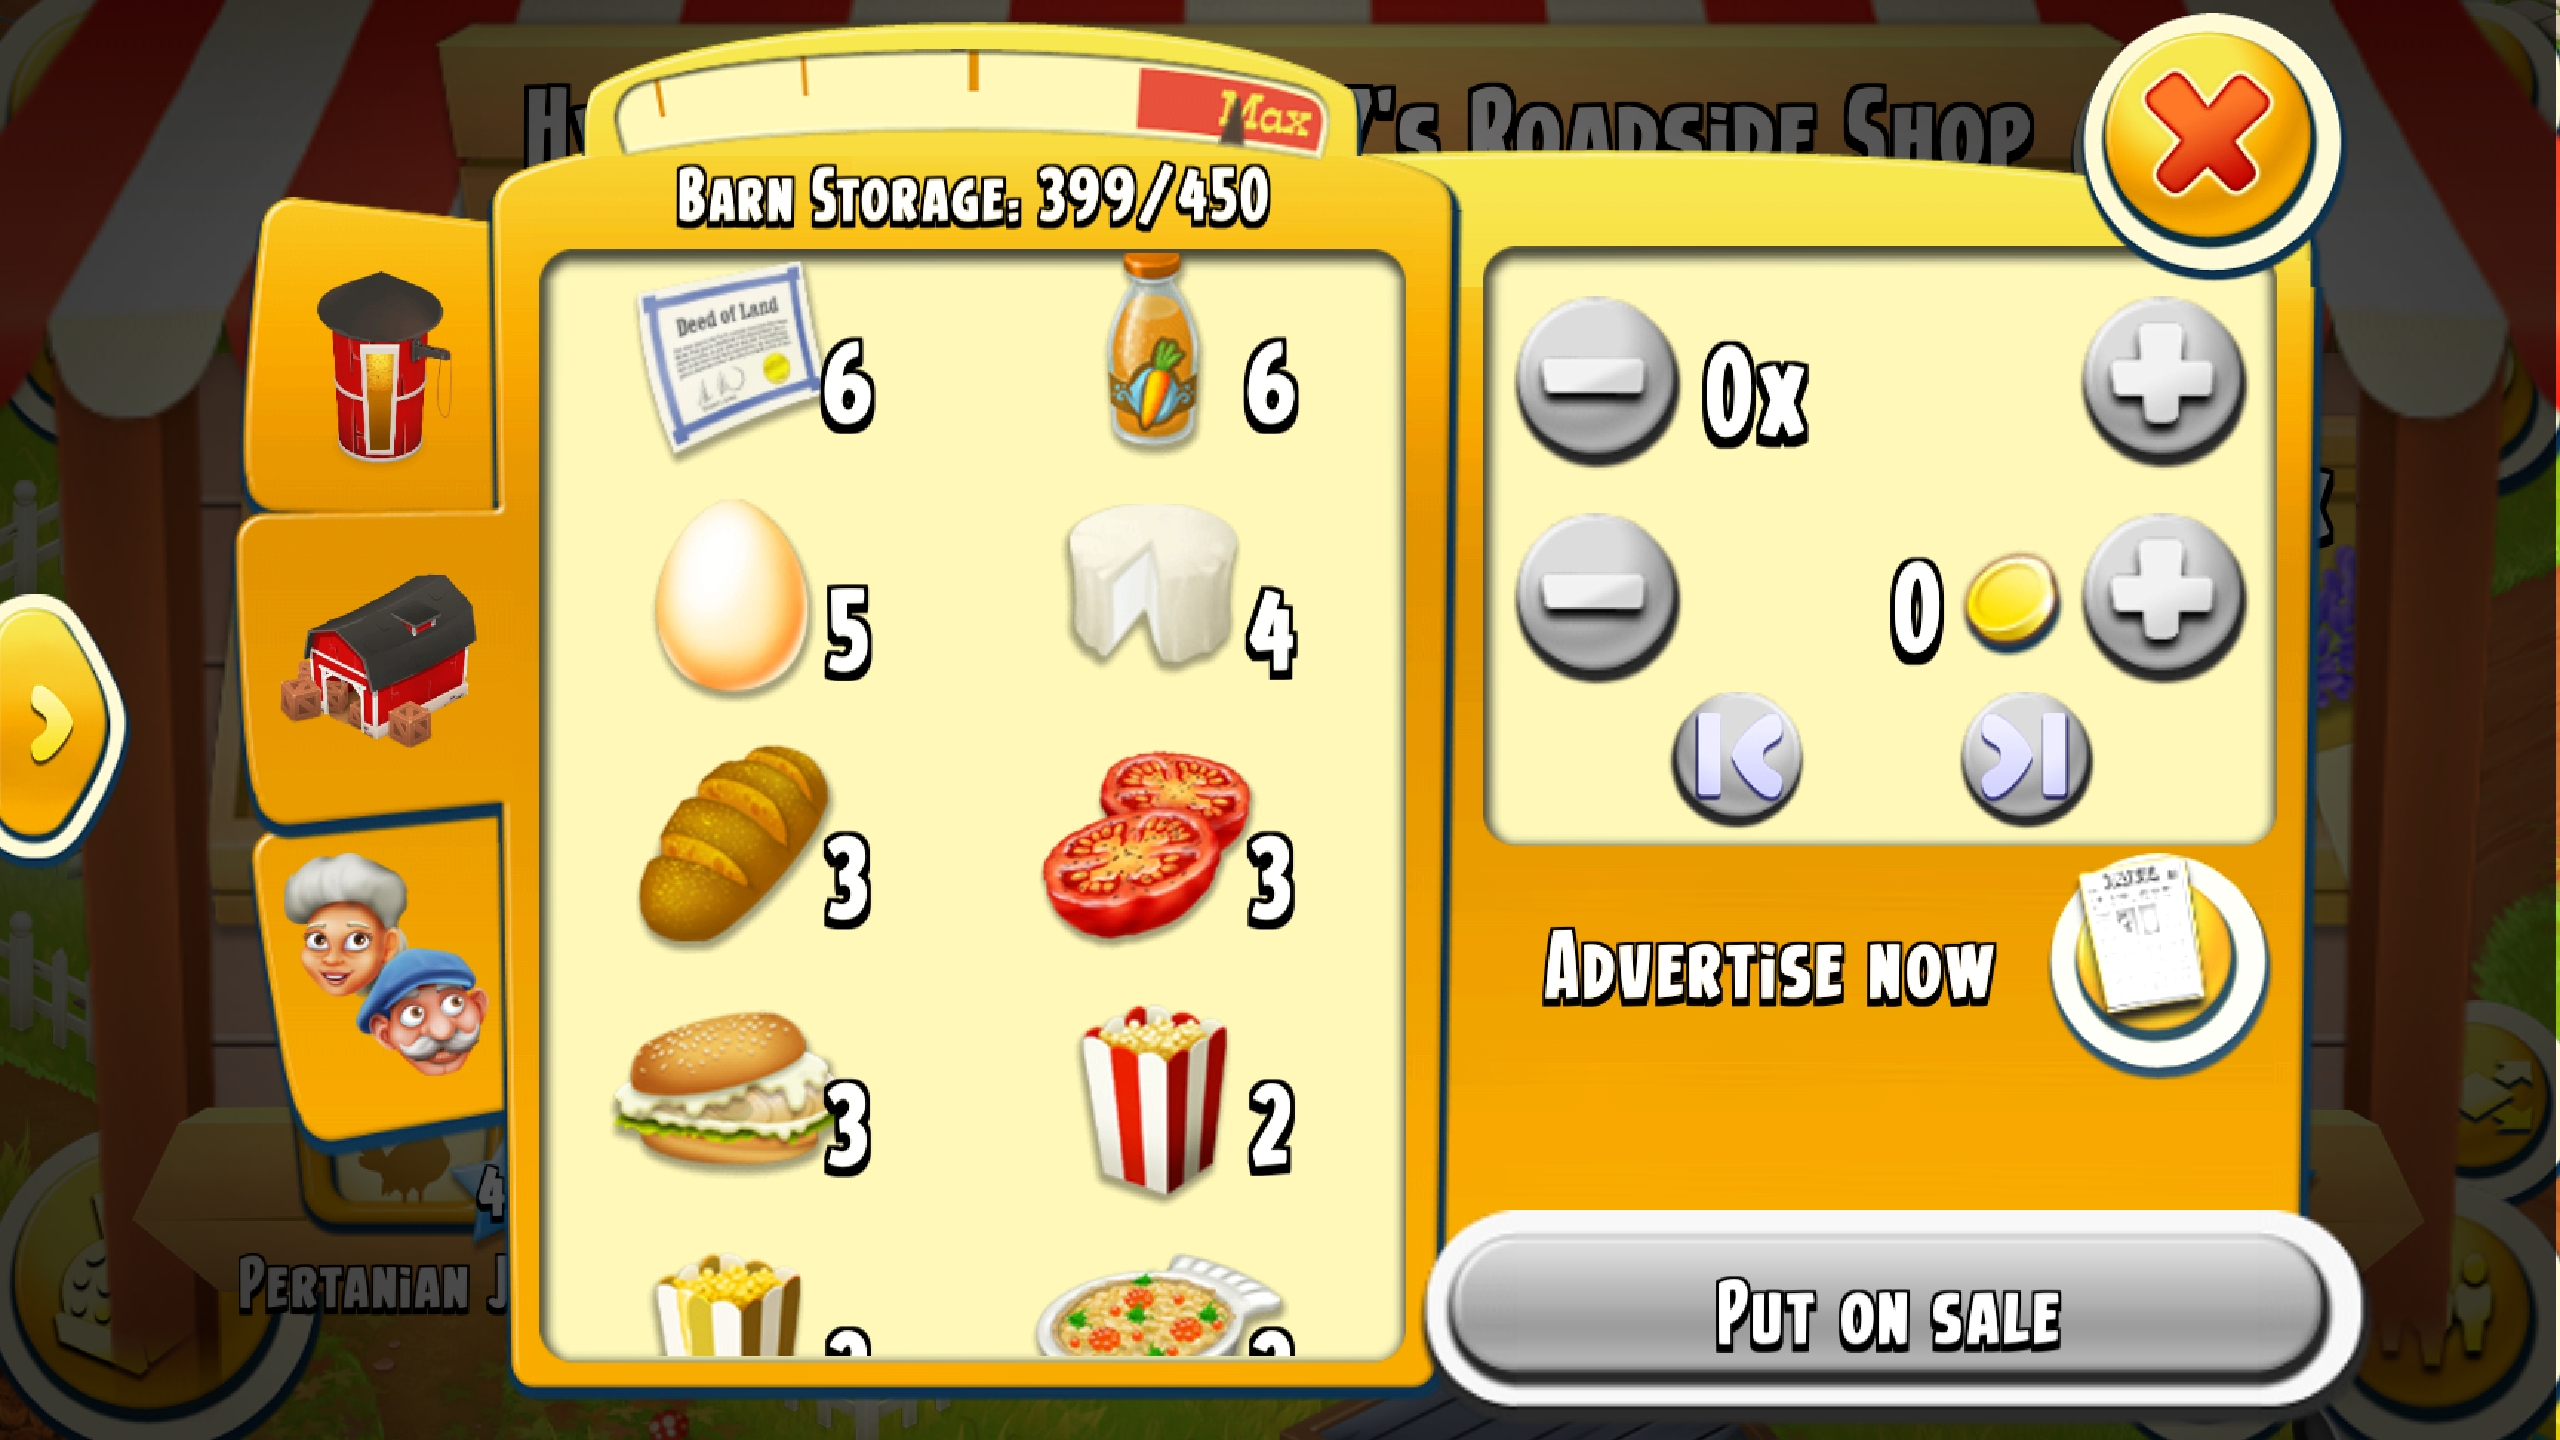 'S ROADSIDE SHOP
Max
BARN STORAGE: 399/450
Deed of Land
6
6
0x
5
4
0
3
3
ADVERTISE NOW
3
2
4
PERTANIAN J
PUT ON SALE